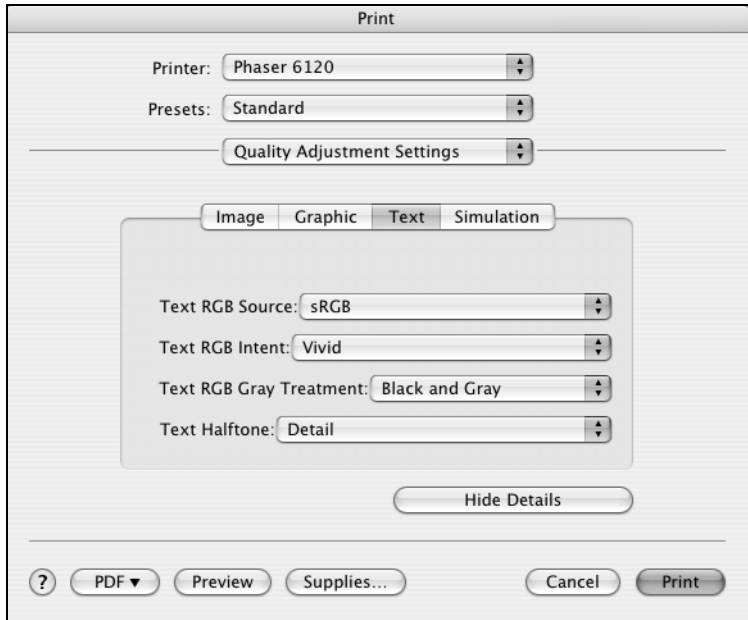 Print
Printer: Phaser 6120
Presets: Standard
Quality Adjustment Settings
Image Graphic Text Simulation
Text RGB Source: sRGB
Text RGB Intent: Vivid
Text RGB Gray Treatment: Black and Gray
Text Halftone: Detail
Hide Details
? PDF ▼ Preview Supplies... Cancel Print